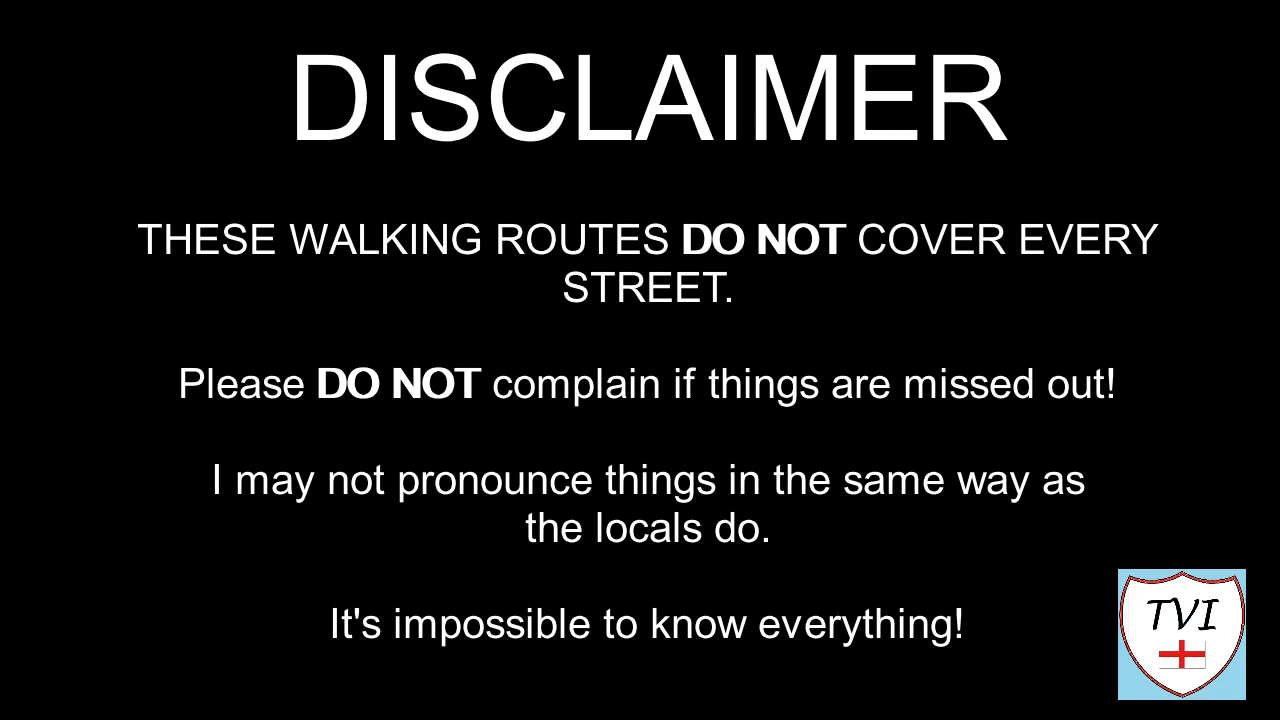 DISCLAIMER
THESE WALKING ROUTES DO NOT COVER EVERY
STREET.
Please DO NOT complain if things are missed out!
I may not pronounce things in the same way as
the locals do.
It's impossible to know everything!
TVI